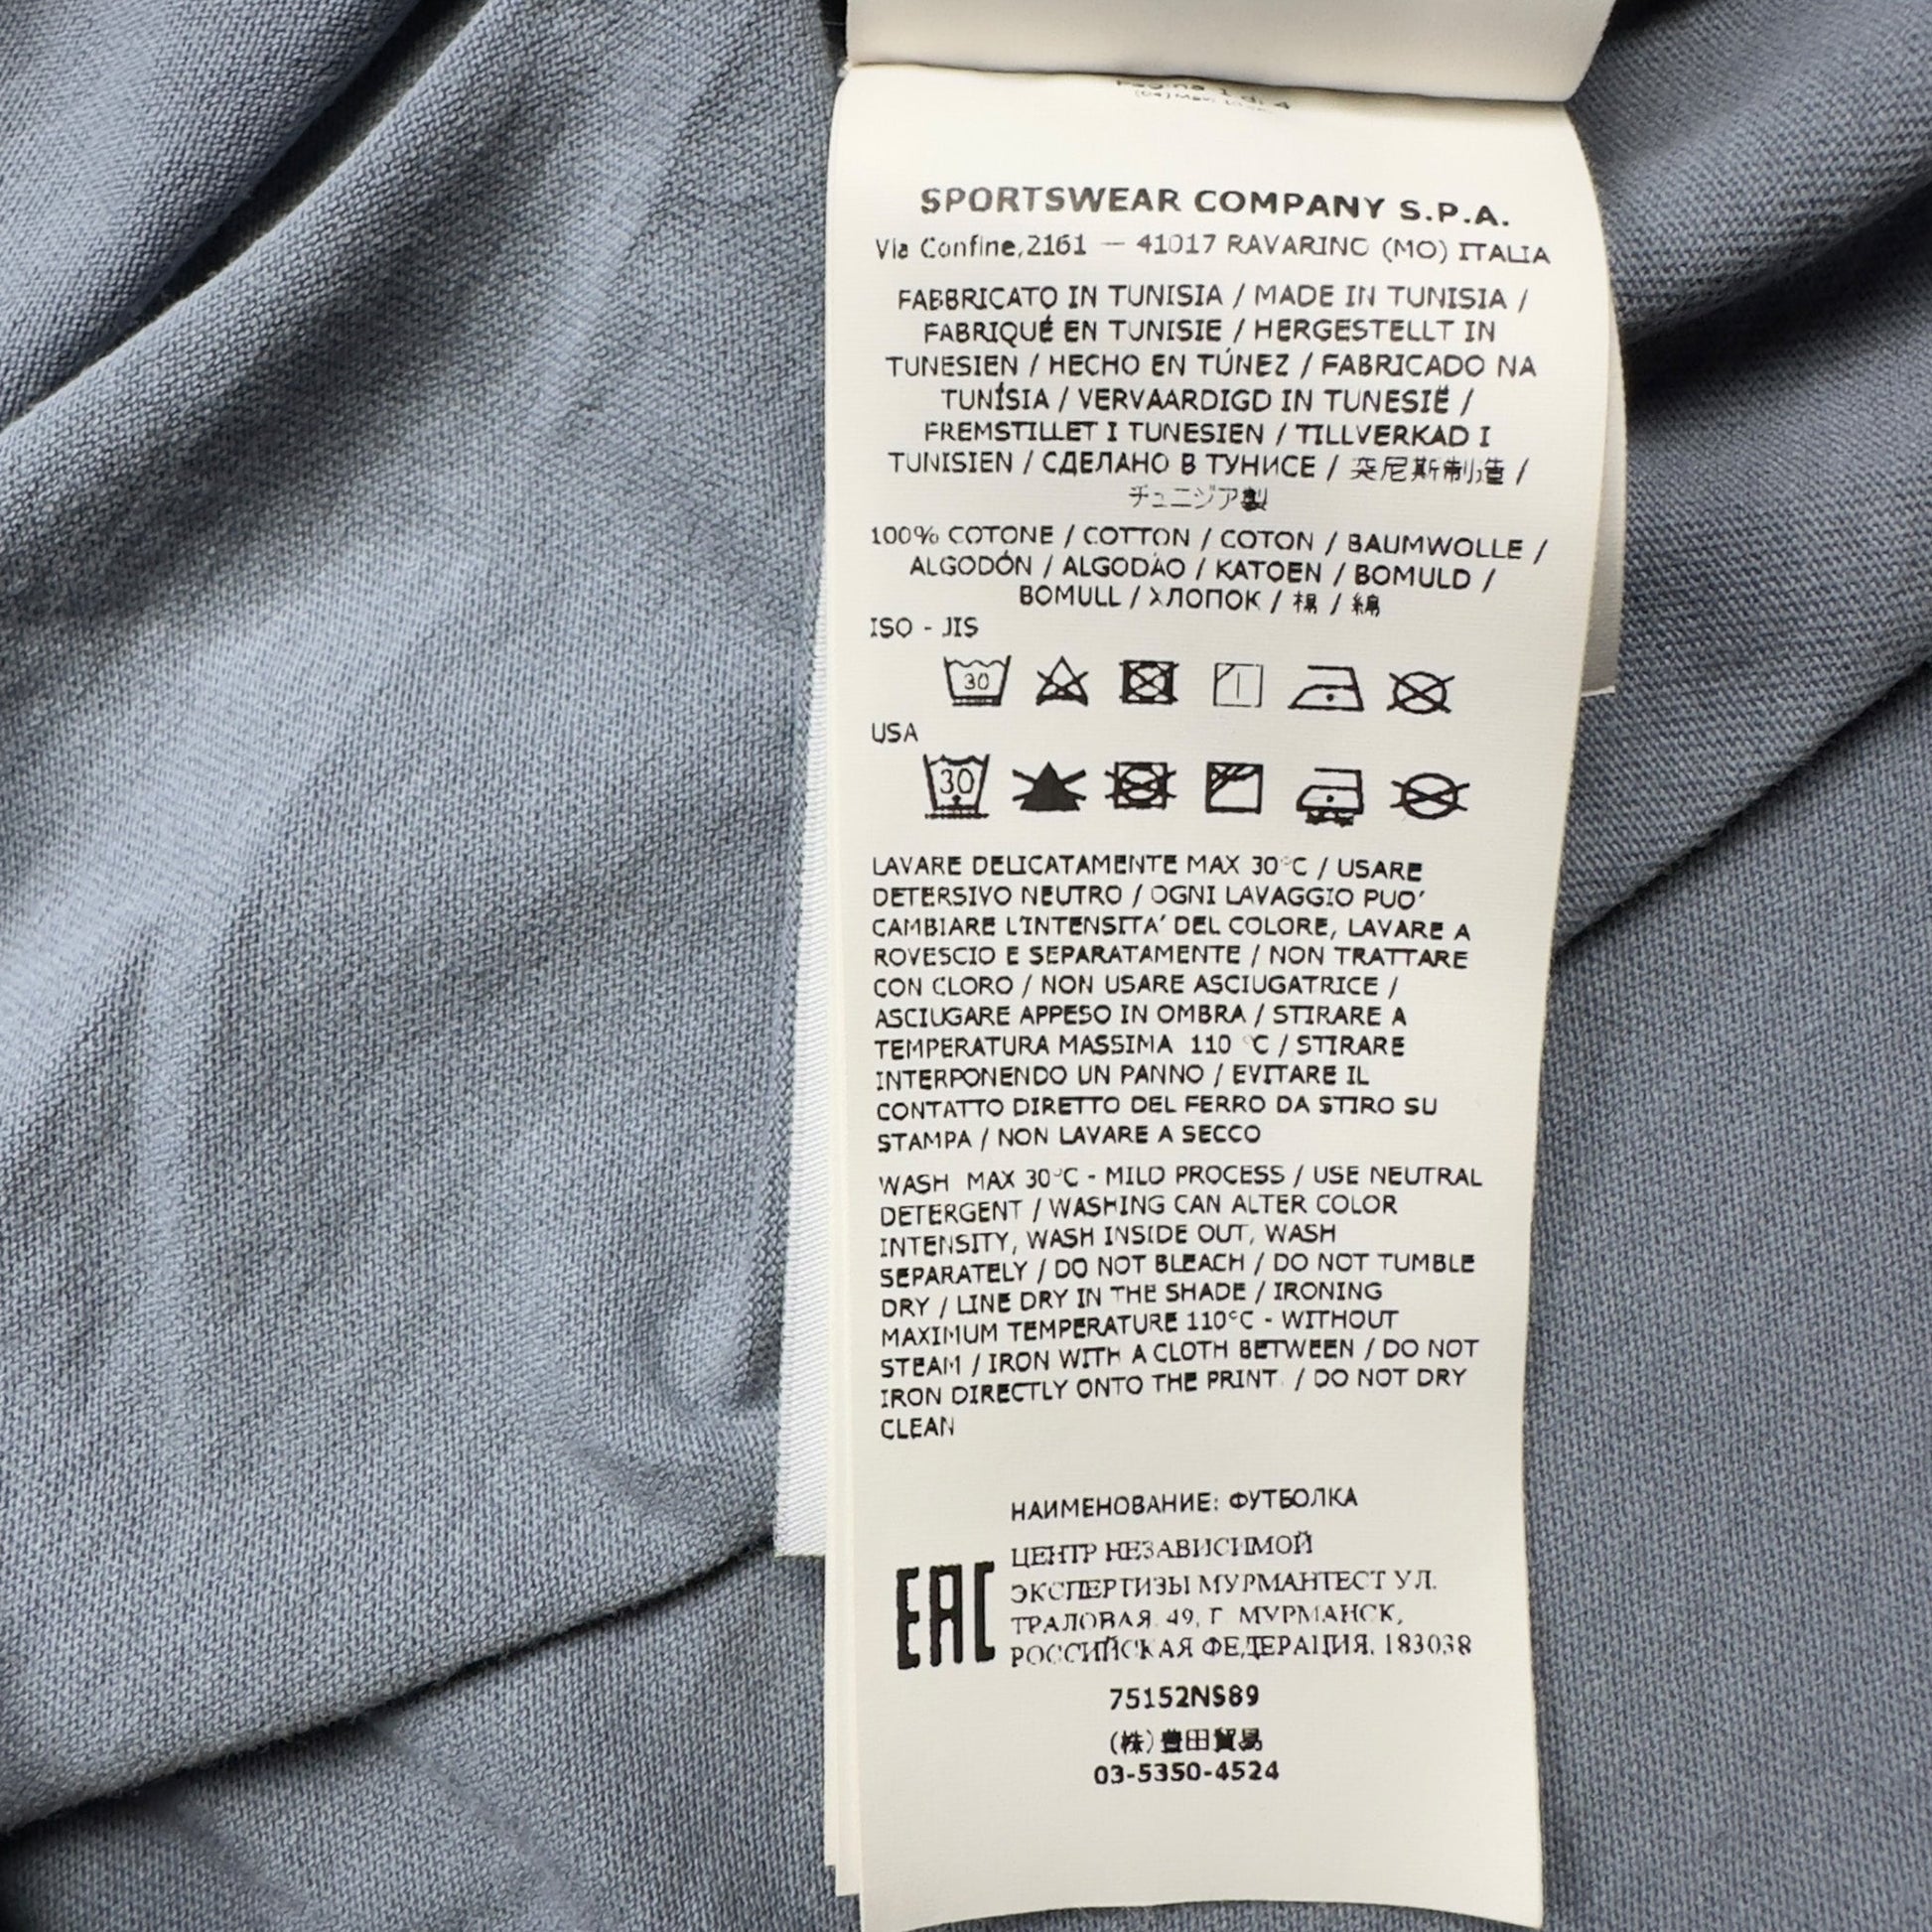 SPORTSWEAR COMPANY S.P.A.
Via Confine,2161 — 41017 RAVARINO (MO) ITALIA
FABBRICATO IN TUNISIA / MADE IN TUNISIA /
FABRIQUÉ EN TUNISIE / HERGESTELLT IN
TUNESIEN / HECHO EN TÚNEZ / FABRICADO NA
TUNÍSIA / VERVAARDIGD IN TUNESIË /
FREMSTILLET I TUNESIEN / TILLVERKAD I
TUNISIEN / СДЕЛАНО В ТУНИСЕ / 突尼斯制造 /
チュニジア製
100% COTONE / COTTON / COTON / BAUMWOLLE /
ALGODÓN / ALGODÃO / KATOEN / BOMULD /
BOMULL / ХЛОПОК / 棉 / 綿
ISO - JIS
30
USA
30
LAVARE DELICATAMENTE MAX 30°C / USARE
DETERSIVO NEUTRO / OGNI LAVAGGIO PUO'
CAMBIARE L'INTENSITA' DEL COLORE, LAVARE A
ROVESCIO E SEPARATAMENTE / NON TRATTARE
CON CLORO / NON USARE ASCIUGATRICE /
ASCIUGARE APPESO IN OMBRA / STIRARE A
TEMPERATURA MASSIMA 110 °C / STIRARE
INTERPONENDO UN PANNO / EVITARE IL
CONTATTO DIRETTO DEL FERRO DA STIRO SU
STAMPA / NON LAVARE A SECCO
WASH MAX 30°C - MILD PROCESS / USE NEUTRAL
DETERGENT / WASHING CAN ALTER COLOR
INTENSITY, WASH INSIDE OUT, WASH
SEPARATELY / DO NOT BLEACH / DO NOT TUMBLE
DRY / LINE DRY IN THE SHADE / IRONING
MAXIMUM TEMPERATURE 110°C - WITHOUT
STEAM / IRON WITH A CLOTH BETWEEN / DO NOT
IRON DIRECTLY ONTO THE PRINT. / DO NOT DRY
CLEAN
НАИМЕНОВАНИЕ: ФУТБОЛКА
EAC
ЦЕНТР НЕЗАВИСИМОЙ
ЭКСПЕРТИЗЫ МУРМАНТЕСТ УЛ.
ТРАЛОВАЯ, 49, Г. МУРМАНСК,
РОССИЙСКАЯ ФЕДЕРАЦИЯ, 183038
75152NS89
(株)豊田貿易
03-5350-4524